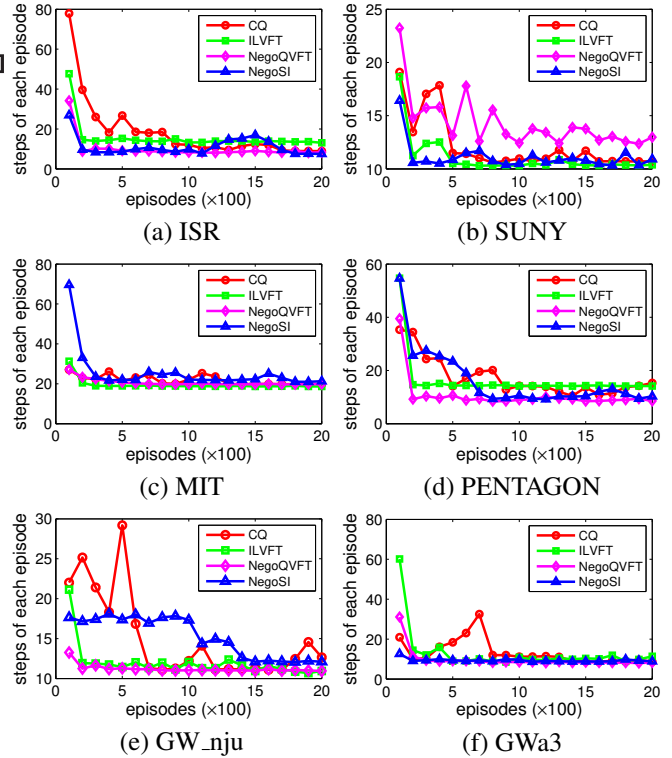 ]
80
60
40
20
0
steps of each episode
0 5 10 15 20
episodes (×100)
CQ
ILVFT
NegoQVFT
NegoSI
(a) ISR
25
20
15
10
steps of each episode
0 5 10 15 20
episodes (×100)
CQ
ILVFT
NegoQVFT
NegoSI
(b) SUNY
80
60
40
20
0
steps of each episode
0 5 10 15 20
episodes (×100)
CQ
ILVFT
NegoQVFT
NegoSI
(c) MIT
60
40
20
0
steps of each episode
0 5 10 15 20
episodes (×100)
CQ
ILVFT
NegoQVFT
NegoSI
(d) PENTAGON
30
25
20
15
10
steps of each episode
0 5 10 15 20
episodes (×100)
CQ
ILVFT
NegoQVFT
NegoSI
(e) GW_nju
80
60
40
20
0
steps of each episode
0 5 10 15 20
episodes (×100)
CQ
ILVFT
NegoQVFT
NegoSI
(f) GWa3